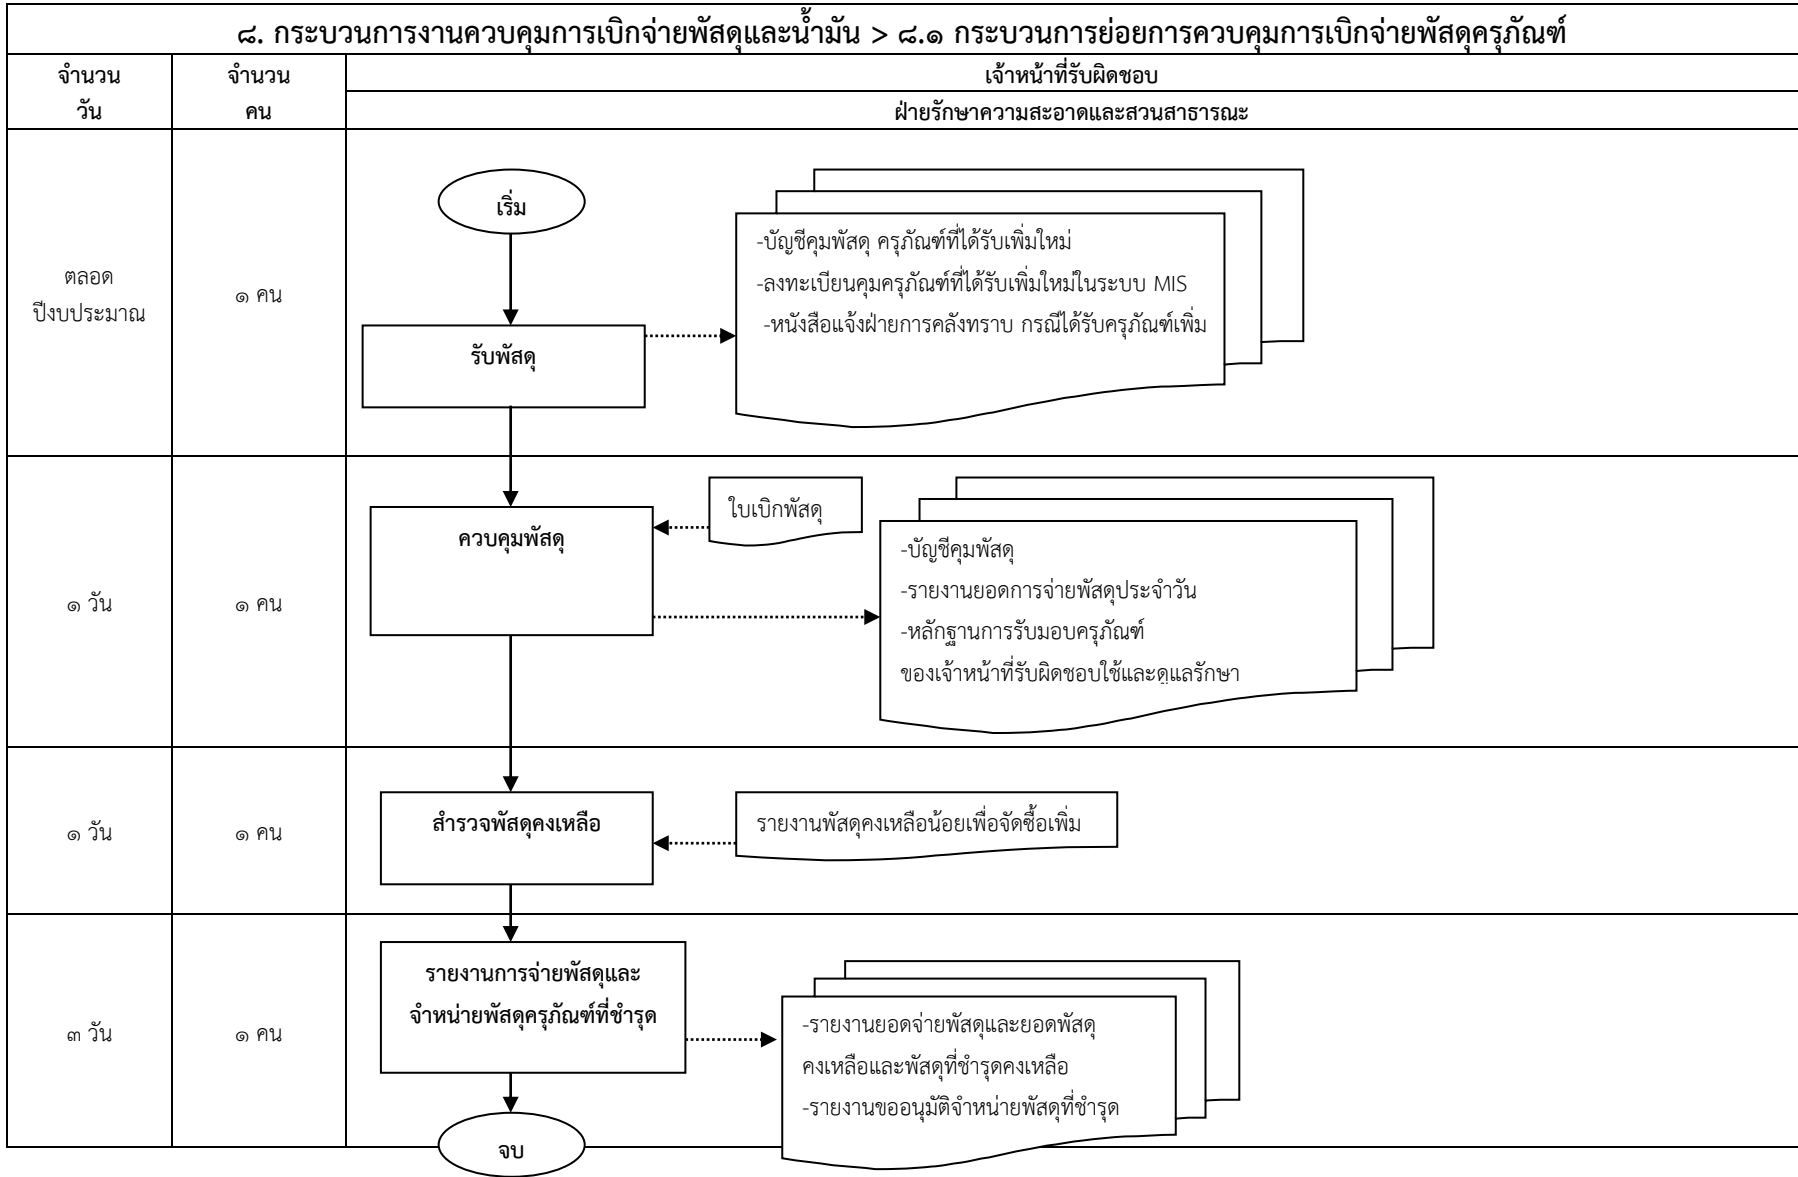 ๘. กระบวนการงานควบคุมการเบิกจ่ายพัสดุและน้ำมัน > ๘.๑ กระบวนการย่อยการควบคุมการเบิกจ่ายพัสดุครุภัณฑ์
จำนวน
วัน
จำนวน
คน
เจ้าหน้าที่รับผิดชอบ
ฝ่ายรักษาความสะอาดและสวนสาธารณะ
ตลอด
ปีงบประมาณ
๑ คน
เริ่ม
รับพัสดุ
-บัญชีคุมพัสดุ ครุภัณฑ์ที่ได้รับเพิ่มใหม่
-ลงทะเบียนคุมครุภัณฑ์ที่ได้รับเพิ่มใหม่ในระบบ MIS
-หนังสือแจ้งฝ่ายการคลังทราบ กรณีได้รับครุภัณฑ์เพิ่ม
๑ วัน
๑ คน
ควบคุมพัสดุ
ใบเบิกพัสดุ
-บัญชีคุมพัสดุ
-รายงานยอดการจ่ายพัสดุประจำวัน
-หลักฐานการรับมอบครุภัณฑ์
ของเจ้าหน้าที่รับผิดชอบใช้และดูแลรักษา
๑ วัน
๑ คน
สำรวจพัสดุคงเหลือ
รายงานพัสดุคงเหลือน้อยเพื่อจัดซื้อเพิ่ม
๓ วัน
๑ คน
รายงานการจ่ายพัสดุและ
จำหน่ายพัสดุครุภัณฑ์ที่ชำรุด
-รายงานยอดจ่ายพัสดุและยอดพัสดุ
คงเหลือและพัสดุที่ชำรุดคงเหลือ
-รายงานขออนุมัติจำหน่ายพัสดุที่ชำรุด
จบ